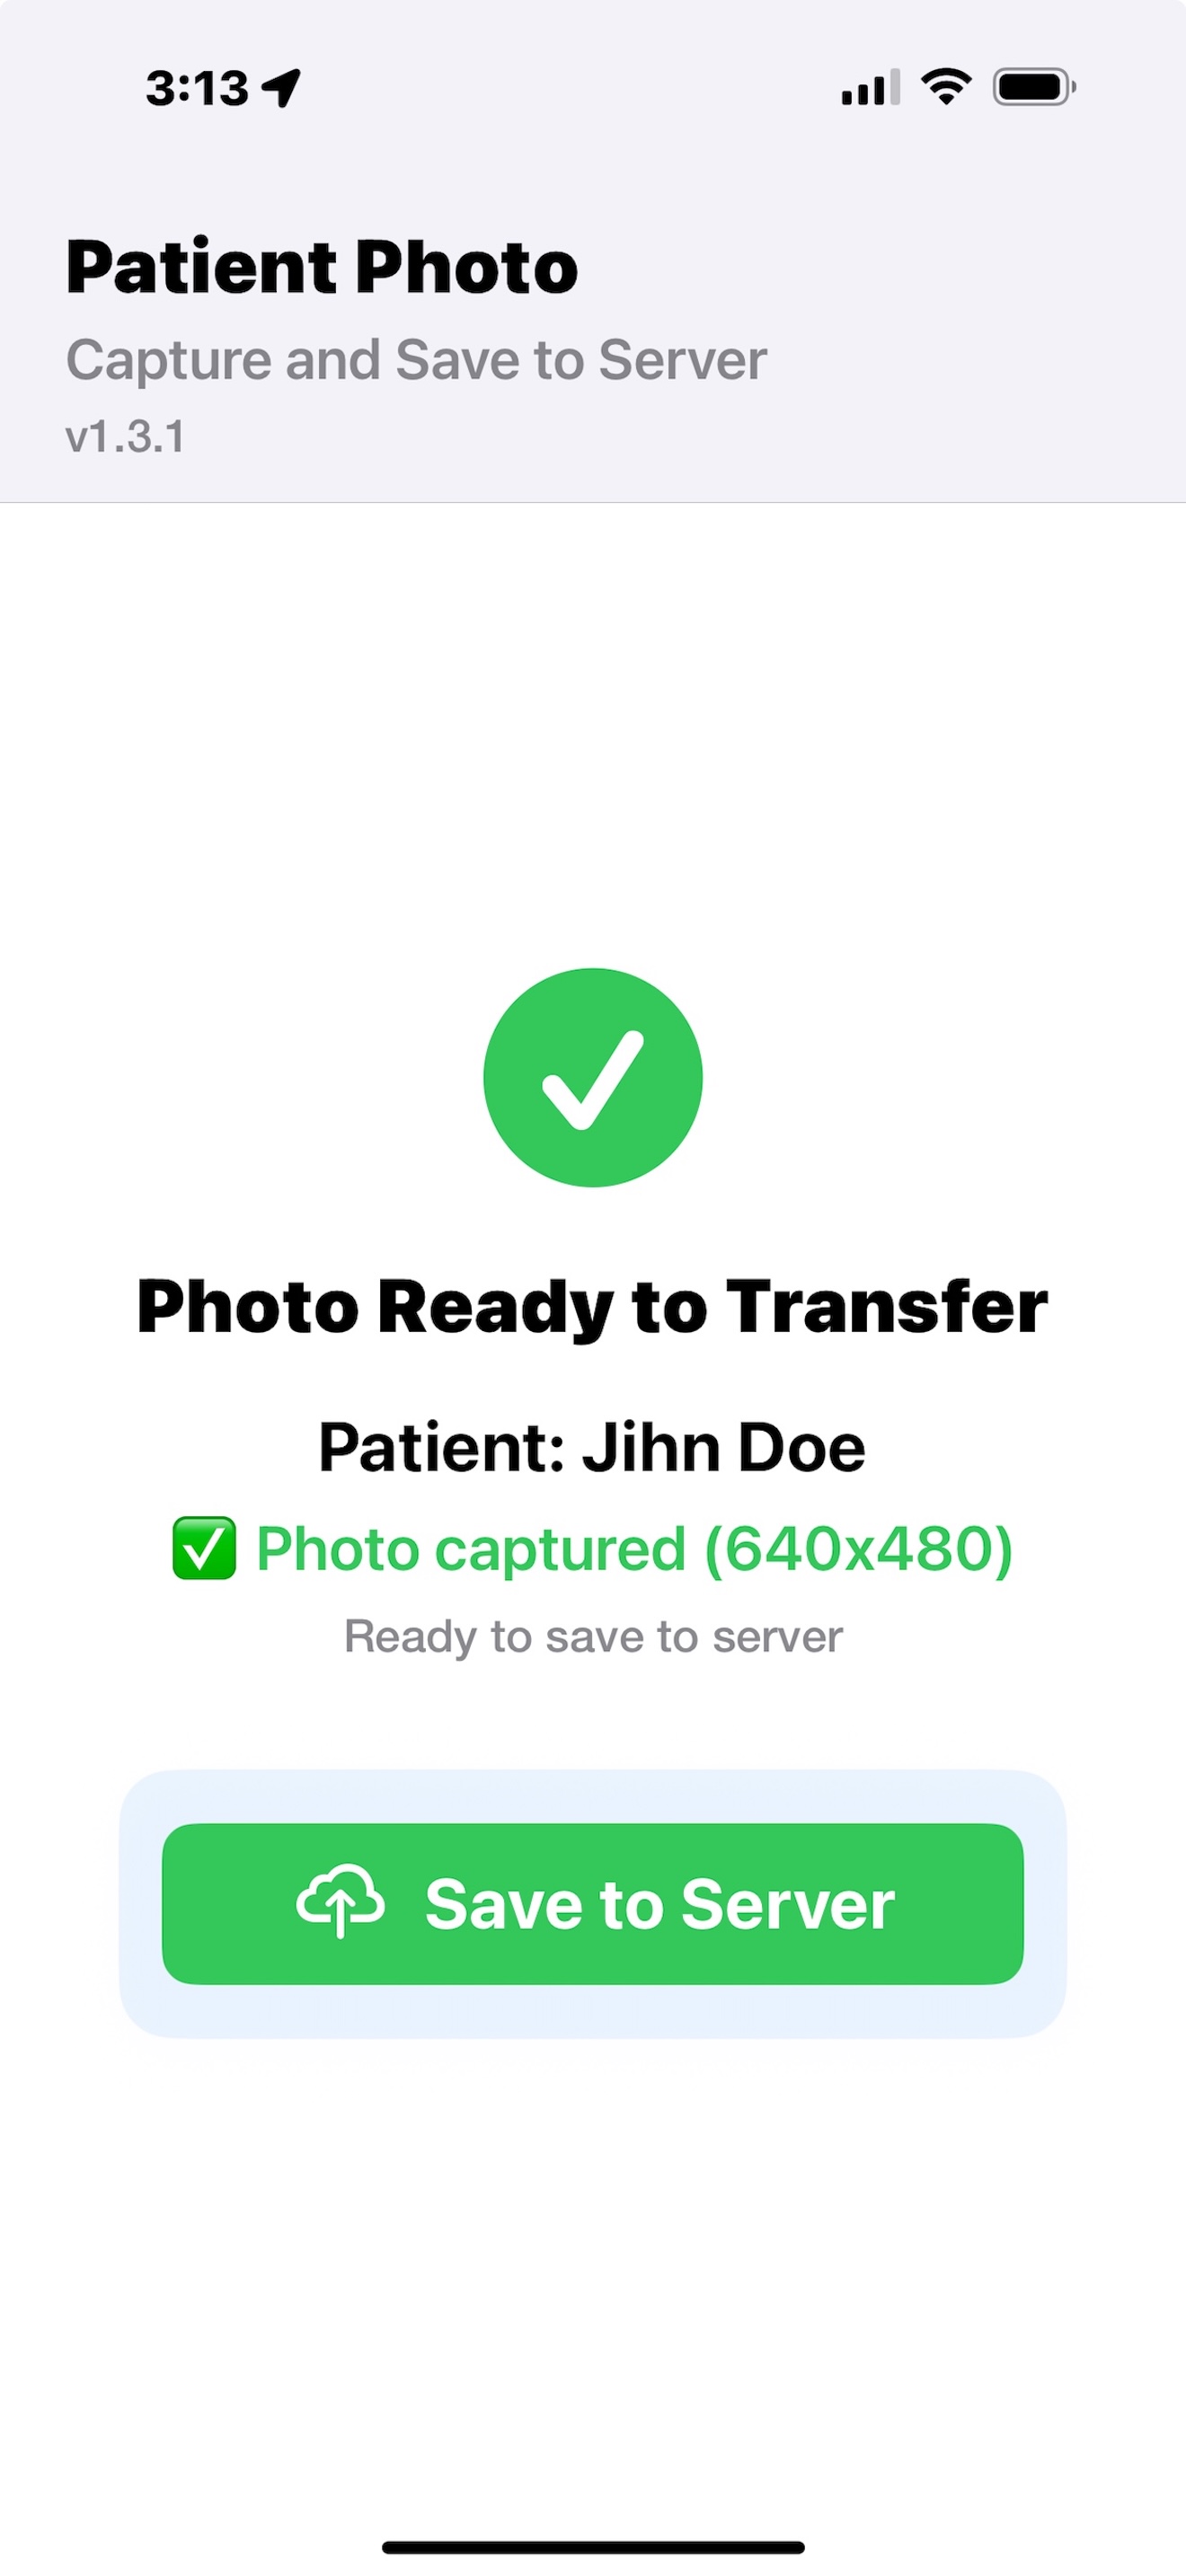 3:13
Patient Photo
Capture and Save to Server
v1.3.1
Photo Ready to Transfer
Patient: Jihn Doe
✅ Photo captured (640x480)
Ready to save to server
Save to Server